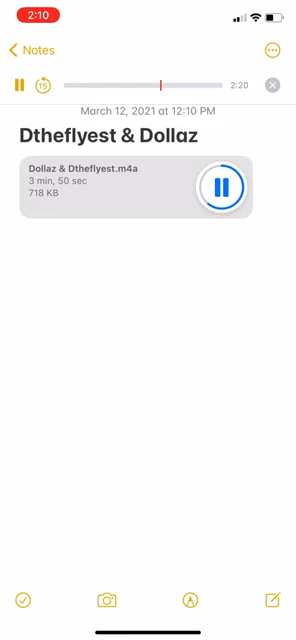 2:10
Notes
15
2:20
March 12, 2021 at 12:10 PM
Dtheflyest & Dollaz
Dollaz & Dtheflyest.m4a
3 min, 50 sec
718 KB